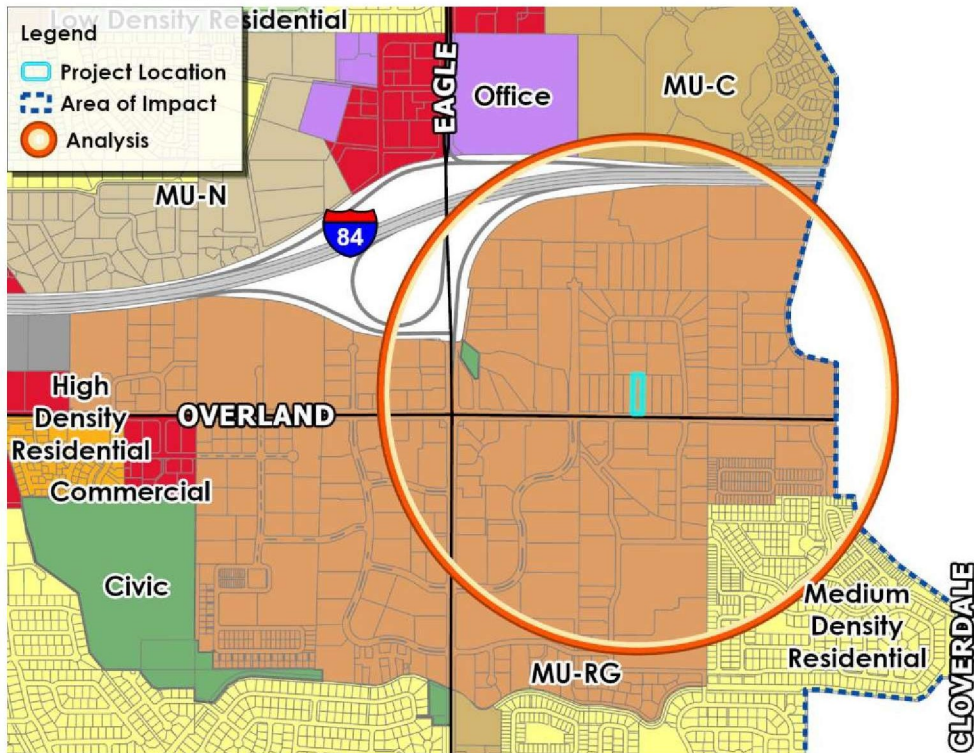 Low Density Residential
Legend
Project Location
Area of Impact
Analysis
EAGLE
Office
MU-C
MU-N
84
High
Density
Residential
OVERLAND
Commercial
Civic
Medium
Density
Residential
MU-RG
CLOVERDALE